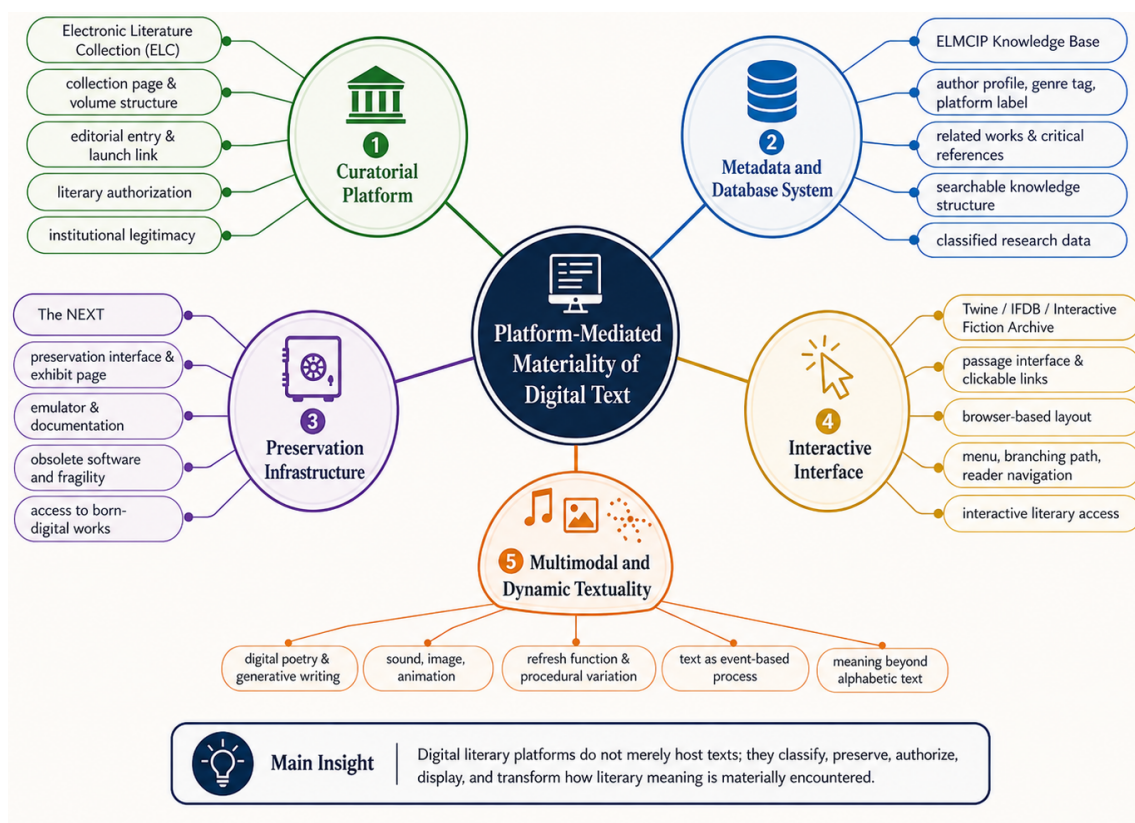 Electronic Literature
Collection (ELC)
collection page &
volume structure
editorial entry &
launch link
literary authorization
institutional legitimacy
1
Curatorial
Platform
2
Metadata and
Database System
ELMCIP Knowledge Base
author profile, genre tag,
platform label
related works & critical
references
searchable knowledge
structure
classified research data
Platform-Mediated
Materiality of
Digital Text
The NEXT
preservation interface &
exhibit page
emulator &
documentation
obsolete software
and fragility
access to born-
digital works
3
Preservation
Infrastructure
4
Interactive
Interface
Twine / IFDB / Interactive
Fiction Archive
passage interface &
clickable links
browser-based layout
menu, branching path,
reader navigation
interactive literary access
5 Multimodal and
Dynamic Textuality
digital poetry &
generative writing
sound, image,
animation
refresh function &
procedural variation
text as event-based
process
meaning beyond
alphabetic text
Main Insight
Digital literary platforms do not merely host texts; they classify, preserve, authorize,
display, and transform how literary meaning is materially encountered.